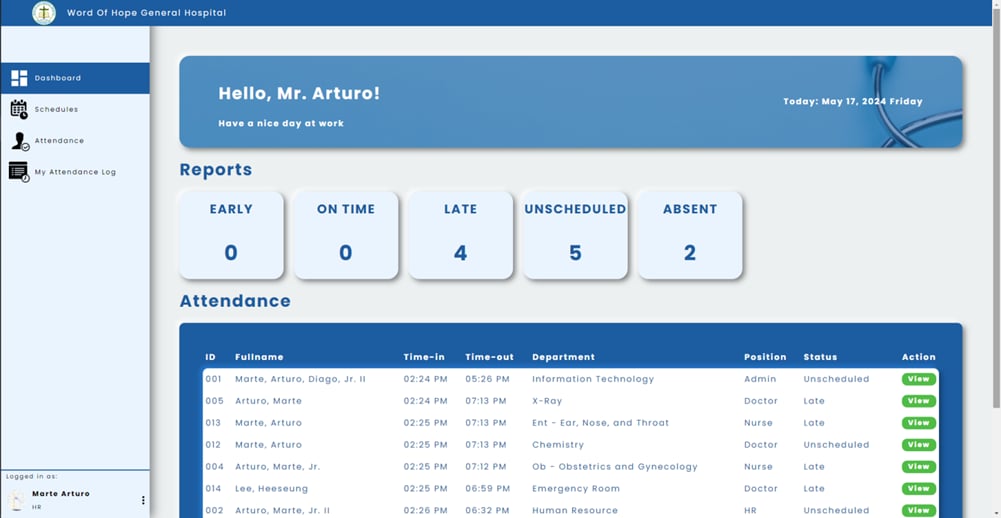 Word Of Hope General Hospital
Dashboard
Schedules
Attendance
My Attendance Log
Logged in as:
Marte Arturo
HR
Hello, Mr. Arturo!
Have a nice day at work
Today: May 17, 2024 Friday
Reports
EARLY ON TIME LATE UNSCHEDULED ABSENT
0 0 4 5 2
Attendance
ID Fullname Time-in Time-out Department Position Status Action
001 Marte, Arturo, Diago, Jr. II 02:24 PM 05:26 PM Information Technology Admin Unscheduled View
005 Arturo, Marte 02:24 PM 07:13 PM X-Ray Doctor Late View
013 Marte, Arturo 02:25 PM 07:13 PM Ent - Ear, Nose, and Throat Nurse Late View
012 Marte, Arturo 02:25 PM 07:13 PM Chemistry Doctor Unscheduled View
004 Arturo, Marte, Jr. 02:25 PM 07:12 PM Ob - Obstetrics and Gynecology Nurse Late View
014 Lee, Heeseung 02:25 PM 06:59 PM Emergency Room Doctor Late View
002 Arturo, Marte, Jr. II 02:26 PM 06:32 PM Human Resource HR Unscheduled View